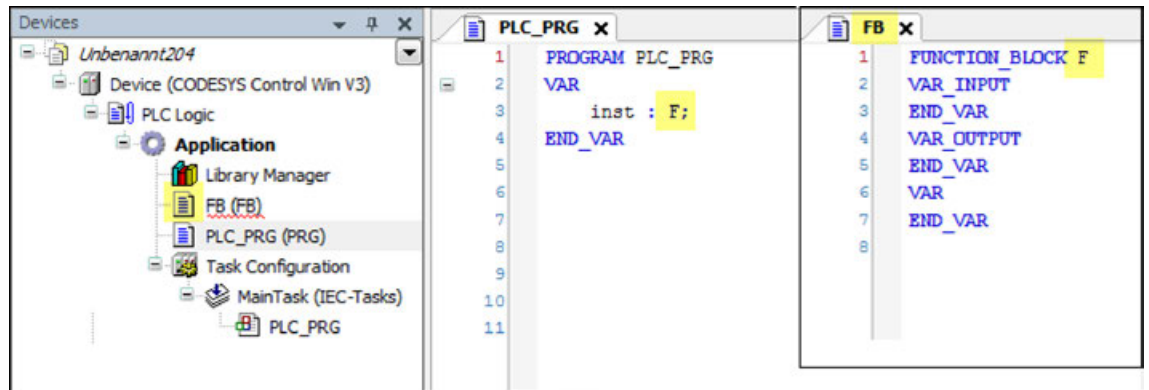 Devices
Unbenannt204
Device (CODESYS Control Win V3)
PLC Logic
Application
Library Manager
FB (FB)
PLC_PRG (PRG)
Task Configuration
MainTask (IEC-Tasks)
PLC_PRG
PLC_PRG X
1 PROGRAM PLC_PRG
2 VAR
3 inst : F;
4 END_VAR
5
6
7
8
9
10
11
FB X
1 FUNCTION_BLOCK F
2 VAR_INPUT
3 END_VAR
4 VAR_OUTPUT
5 END_VAR
6 VAR
7 END_VAR
8